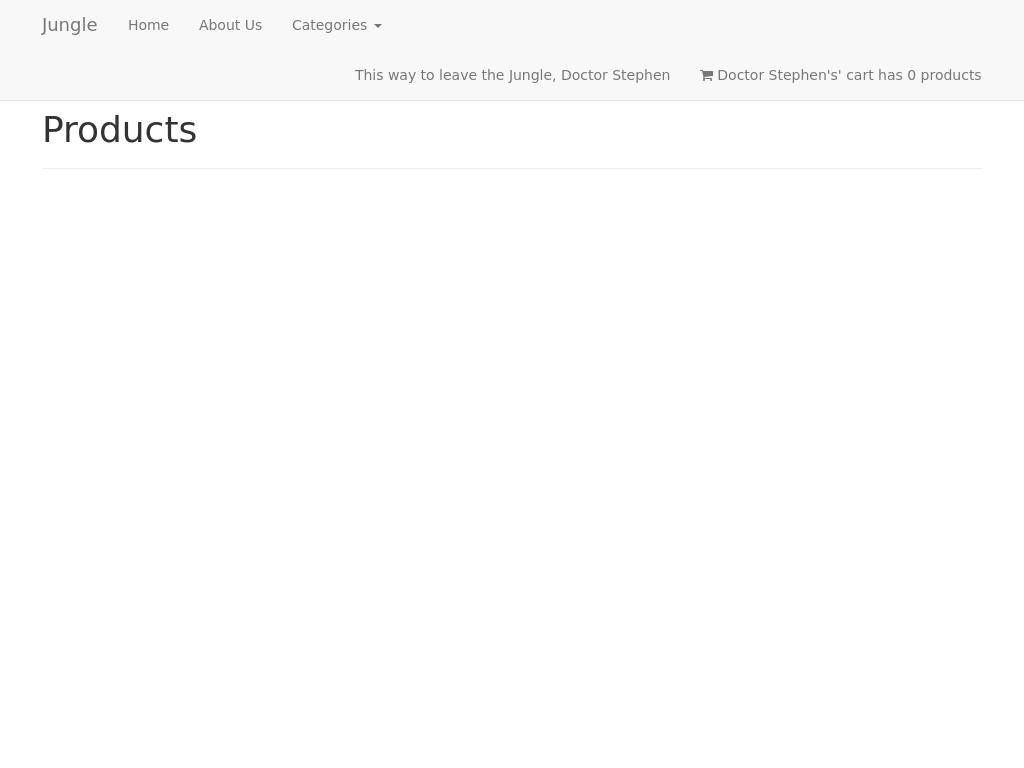 Jungle Home About Us Categories
This way to leave the Jungle, Doctor Stephen Doctor Stephen's' cart has 0 products
Products